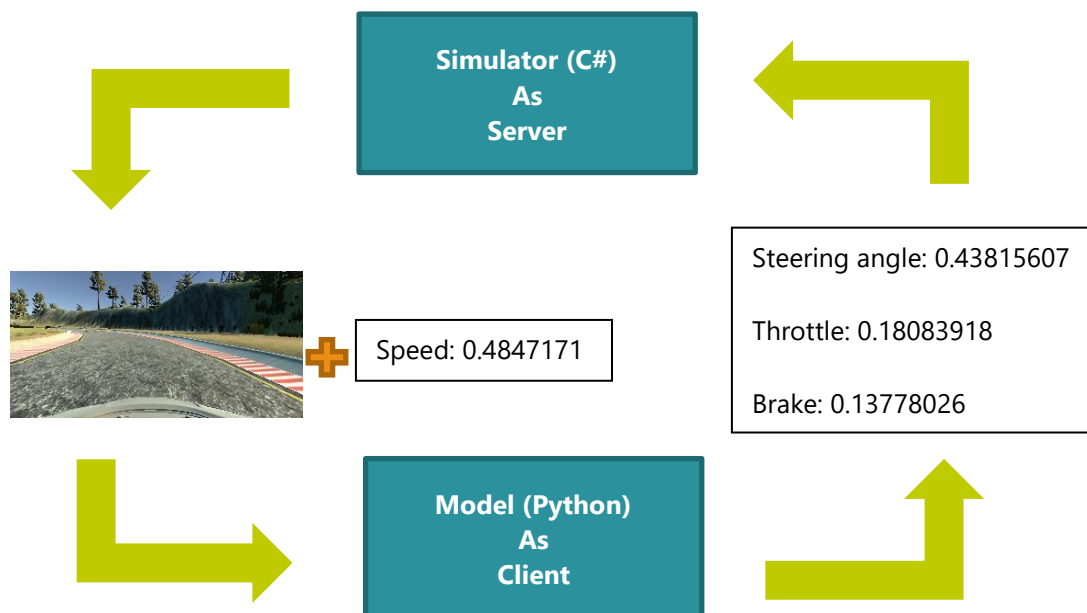 Simulator (C#)
As
Server
Steering angle: 0.43815607
Throttle: 0.18083918
Brake: 0.13778026
Speed: 0.4847171
Model (Python)
As
Client